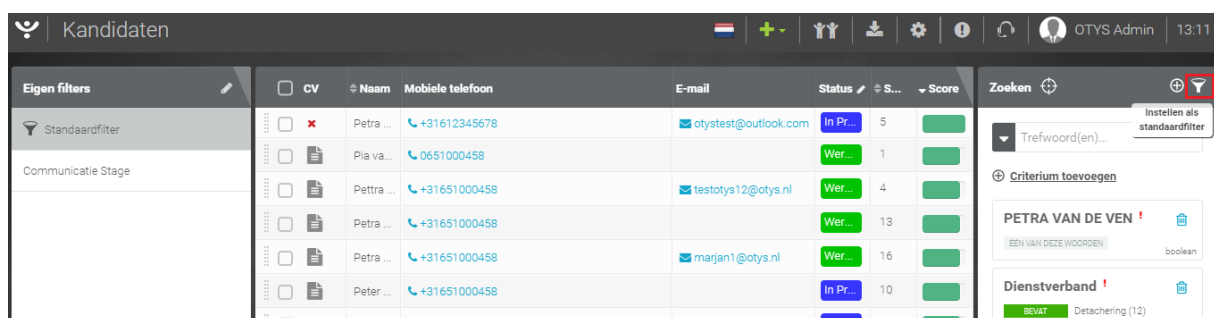 Kandidaten
OTYS Admin
13:11
Eigen filters
CV
Naam
Mobiele telefoon
E-mail
Status
S...
Score
Zoeken
Instellen als
standaardfilter
Standaardfilter
Communicatie Stage
Petra ...
+31612345678
otystest@outlook.com
In Pr...
5
Pia va...
0651000458
Wer...
1
Pettra ...
+31651000458
testotys12@otys.nl
Wer...
4
Petra ...
+31651000458
Wer...
13
Petra ...
+31651000458
marjan1@otys.nl
Wer...
16
Peter ...
+31651000458
In Pr...
10
Trefwoord(en)...
Criterium toevoegen
PETRA VAN DE VEN !
EEN VAN DEZE WOORDEN
boolean
Dienstverband !
BEVAT
Detachering (12)